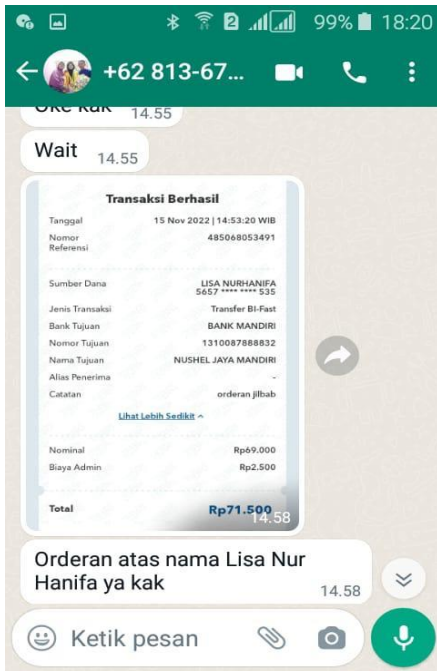 2 99% 18:20
+62 813-67...
Oke kak 14.55
Wait 14.55
Transaksi Berhasil
Tanggal 15 Nov 2022 | 14:53:20 WIB
Nomor 485068053491
Referensi
Sumber Dana LISA NURHANIFA
5657 **** **** 535
Jenis Transaksi Transfer BI-Fast
Bank Tujuan BANK MANDIRI
Nomor Tujuan 1310087888832
Nama Tujuan NUSHEL JAYA MANDIRI
Alias Penerima -
Catatan orderan jilbab
Lihat Lebih Sedikit
Nominal Rp69.000
Biaya Admin Rp2.500
Total Rp71.500
14.58
Orderan atas nama Lisa Nur
Hanifa ya kak 14.58
Ketik pesan